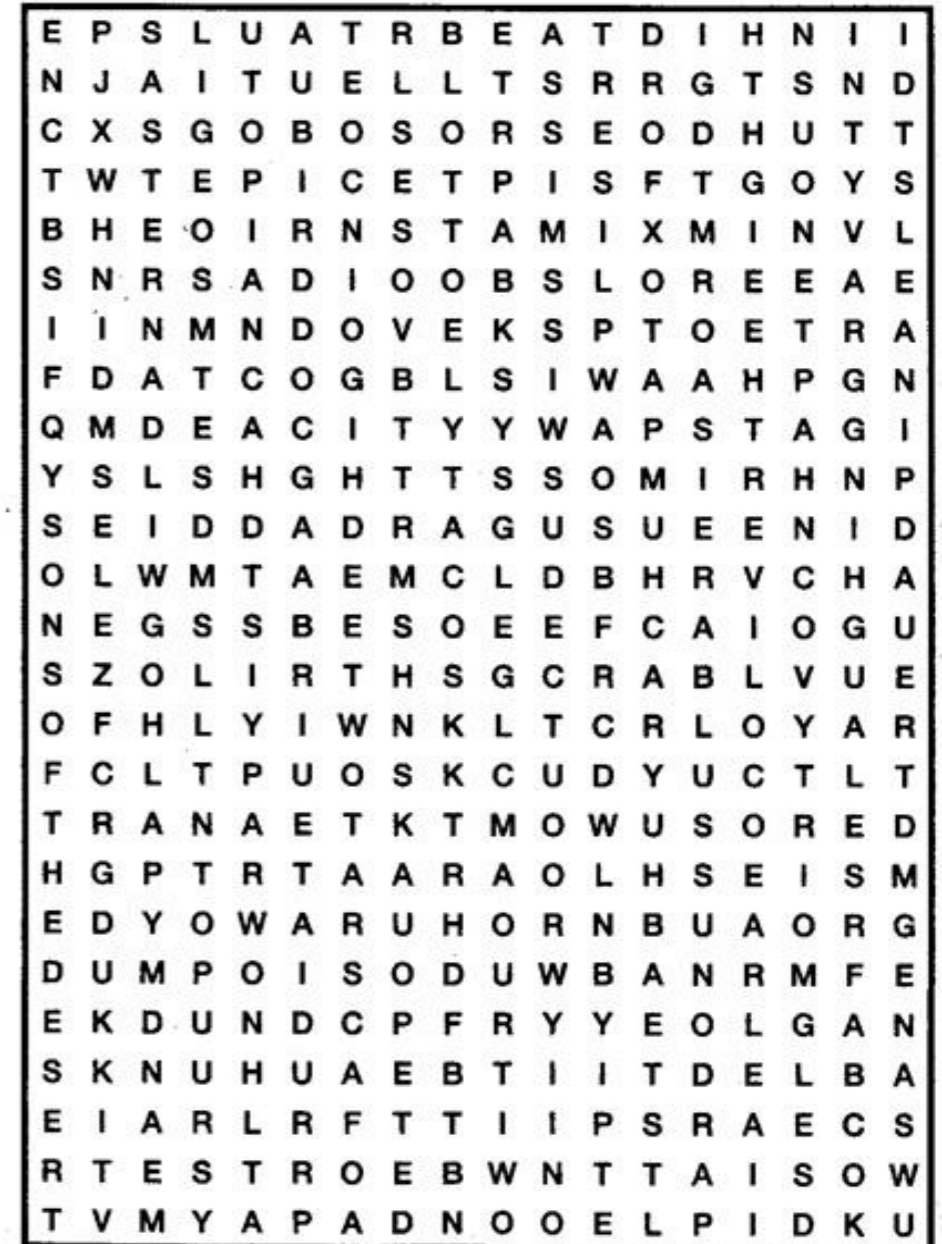 E P S L U A T R B E A T D I H N I I
N J A I T U E L L T S R R G T S N D
C X S G O B O S O R S E O D H U T T
T W T E P I C E T P I S F T G O Y S
B H E O I R N S T A M I X M I N V L
S N R S A D I O O B S L O R E E A E
I I N M N D O V E K S P T O E T R A
F D A T C O G B L S I W A A H P G N
Q M D E A C I T Y Y W A P S T A G I
Y S L S H G H T T S S O M I R H N P
S E I D D A D R A G U S U E E N I D
O L W M T A E M C L D B H R V C H A
N E G S S B E S O E E F C A I O G U
S Z O L I R T H S G C R A B L V U E
O F H L Y I W N K L T C R L O Y A R
F C L T P U O S K C U D Y U C T L T
T R A N A E T K T M O W U S O R E D
H G P T R T A A R A O L H S E I S M
E D Y O W A R U H O R N B U A O R G
D U M P O I S O D U W B A N R M F E
E K D U N D C P F R Y Y E O L G A N
S K N U H U A E B T I I T D E L B A
E I A R L R F T T I I P S R A E C S
R T E S T R O E B W N T T A I S O W
T V M Y A P A D N O O E L P I D K U